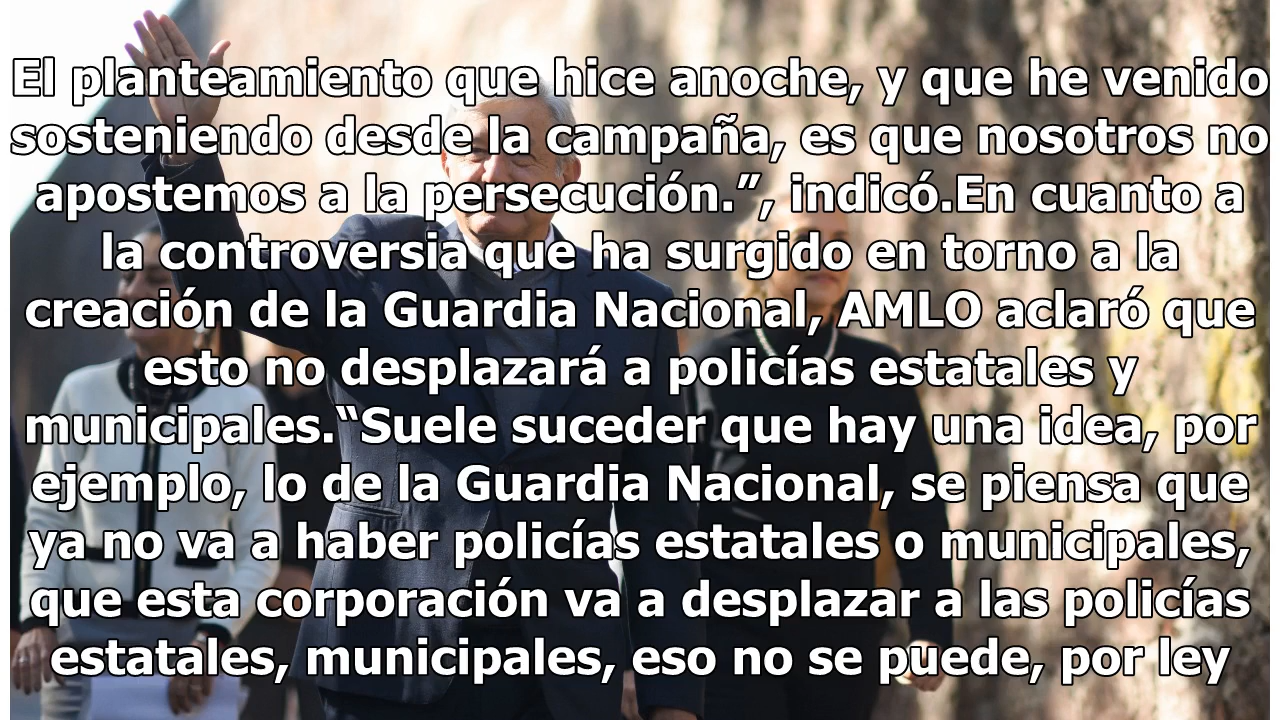 El planteamiento que hice anoche, y que he venido
sosteniendo desde la campaña, es que nosotros no
apostemos a la persecución.”, indicó.En cuanto a
la controversia que ha surgido en torno a la
creación de la Guardia Nacional, AMLO aclaró que
esto no desplazará a policías estatales y
municipales.“Suele suceder que hay una idea, por
ejemplo, lo de la Guardia Nacional, se piensa que
ya no va a haber policías estatales o municipales,
que esta corporación va a desplazar a las policías
estatales, municipales, eso no se puede, por ley